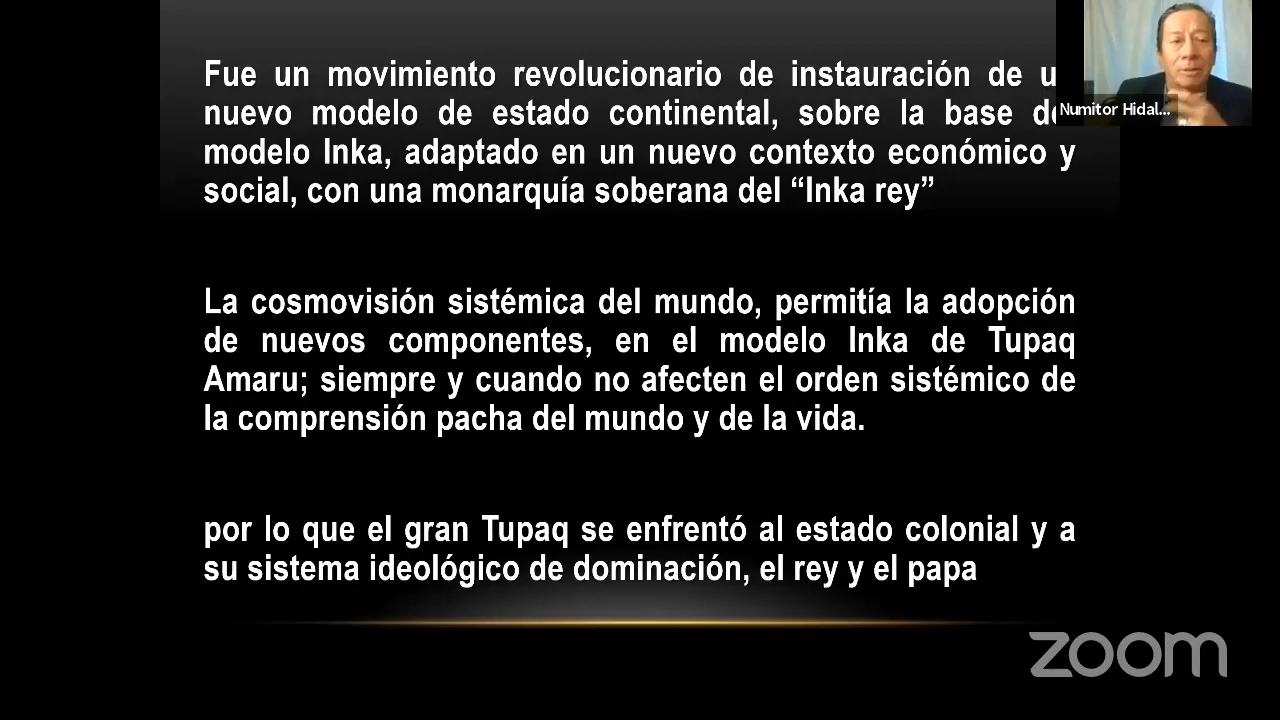 Fue un movimiento revolucionario de instauración de u
nuevo modelo de estado continental, sobre la base de
modelo Inka, adaptado en un nuevo contexto económico y
social, con una monarquía soberana del “Inka rey”
La cosmovisión sistémica del mundo, permitía la adopción
de nuevos componentes, en el modelo Inka de Tupaq
Amaru; siempre y cuando no afecten el orden sistémico de
la comprensión pacha del mundo y de la vida.
por lo que el gran Tupaq se enfrentó al estado colonial y a
su sistema ideológico de dominación, el rey y el papa
Numitor Hidal...
zoom